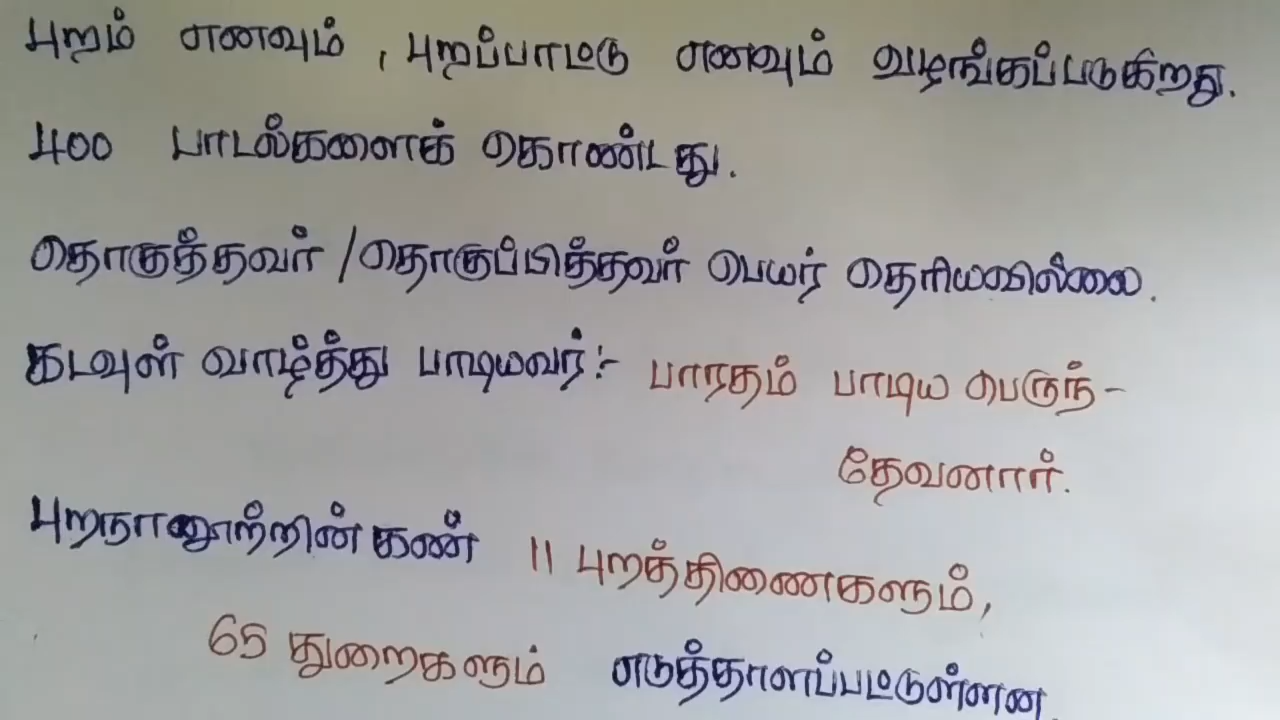 புறம் எனவும் , புறப்பாட்டு எனவும் வழங்கப்படுகிறது.
400 பாடல்களைக் கொண்டது.
தொகுத்தவர் / தொகுப்பித்தவர் பெயர் தெரியவில்லை.
கடவுள் வாழ்த்து பாடியவர் :- பாரதம் பாடிய பெருந்-
தேவனார்.
புறநானூற்றின்கண் 11 புறத்திணைகளும்,
65 துறைகளும் எடுத்தாளப்பட்டுள்ளன.